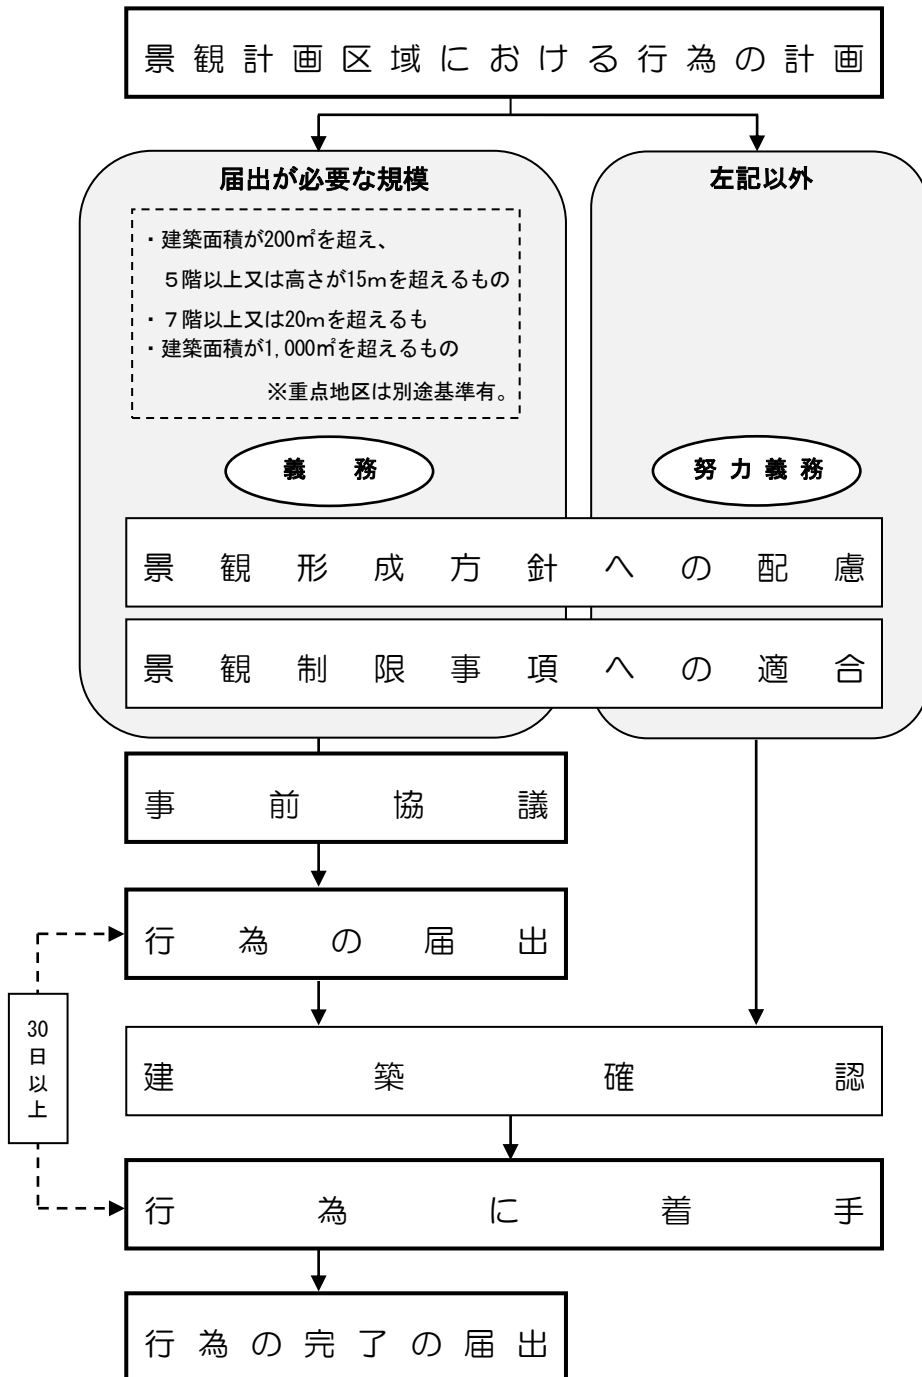 景観計画区域における行為の計画
届出が必要な規模
左記以外
・建築面積が200㎡を超え、
５階以上又は高さが15ｍを超えるもの
・７階以上又は20ｍを超えるも
・建築面積が1,000㎡を超えるもの
※重点地区は別途基準有。
義務
努力義務
景観形成方針への配慮
景観制限事項への適合
事前協議
行為の届出
30日以上
建築確認
行為に着手
行為の完了の届出